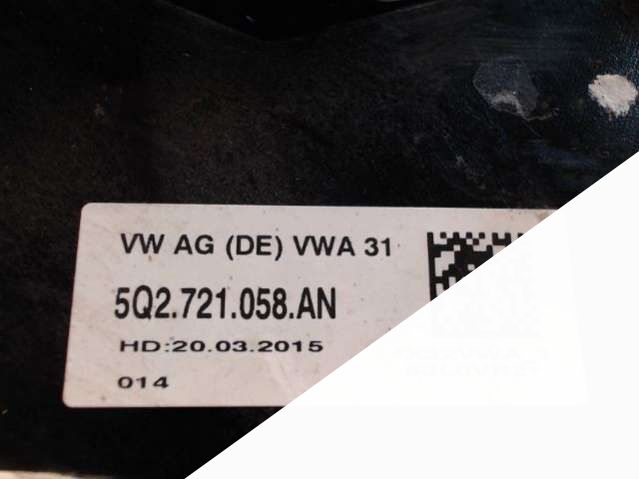 VW AG (DE) VWA 31
5Q2.721.058.AN
HD:20.03.2015
014